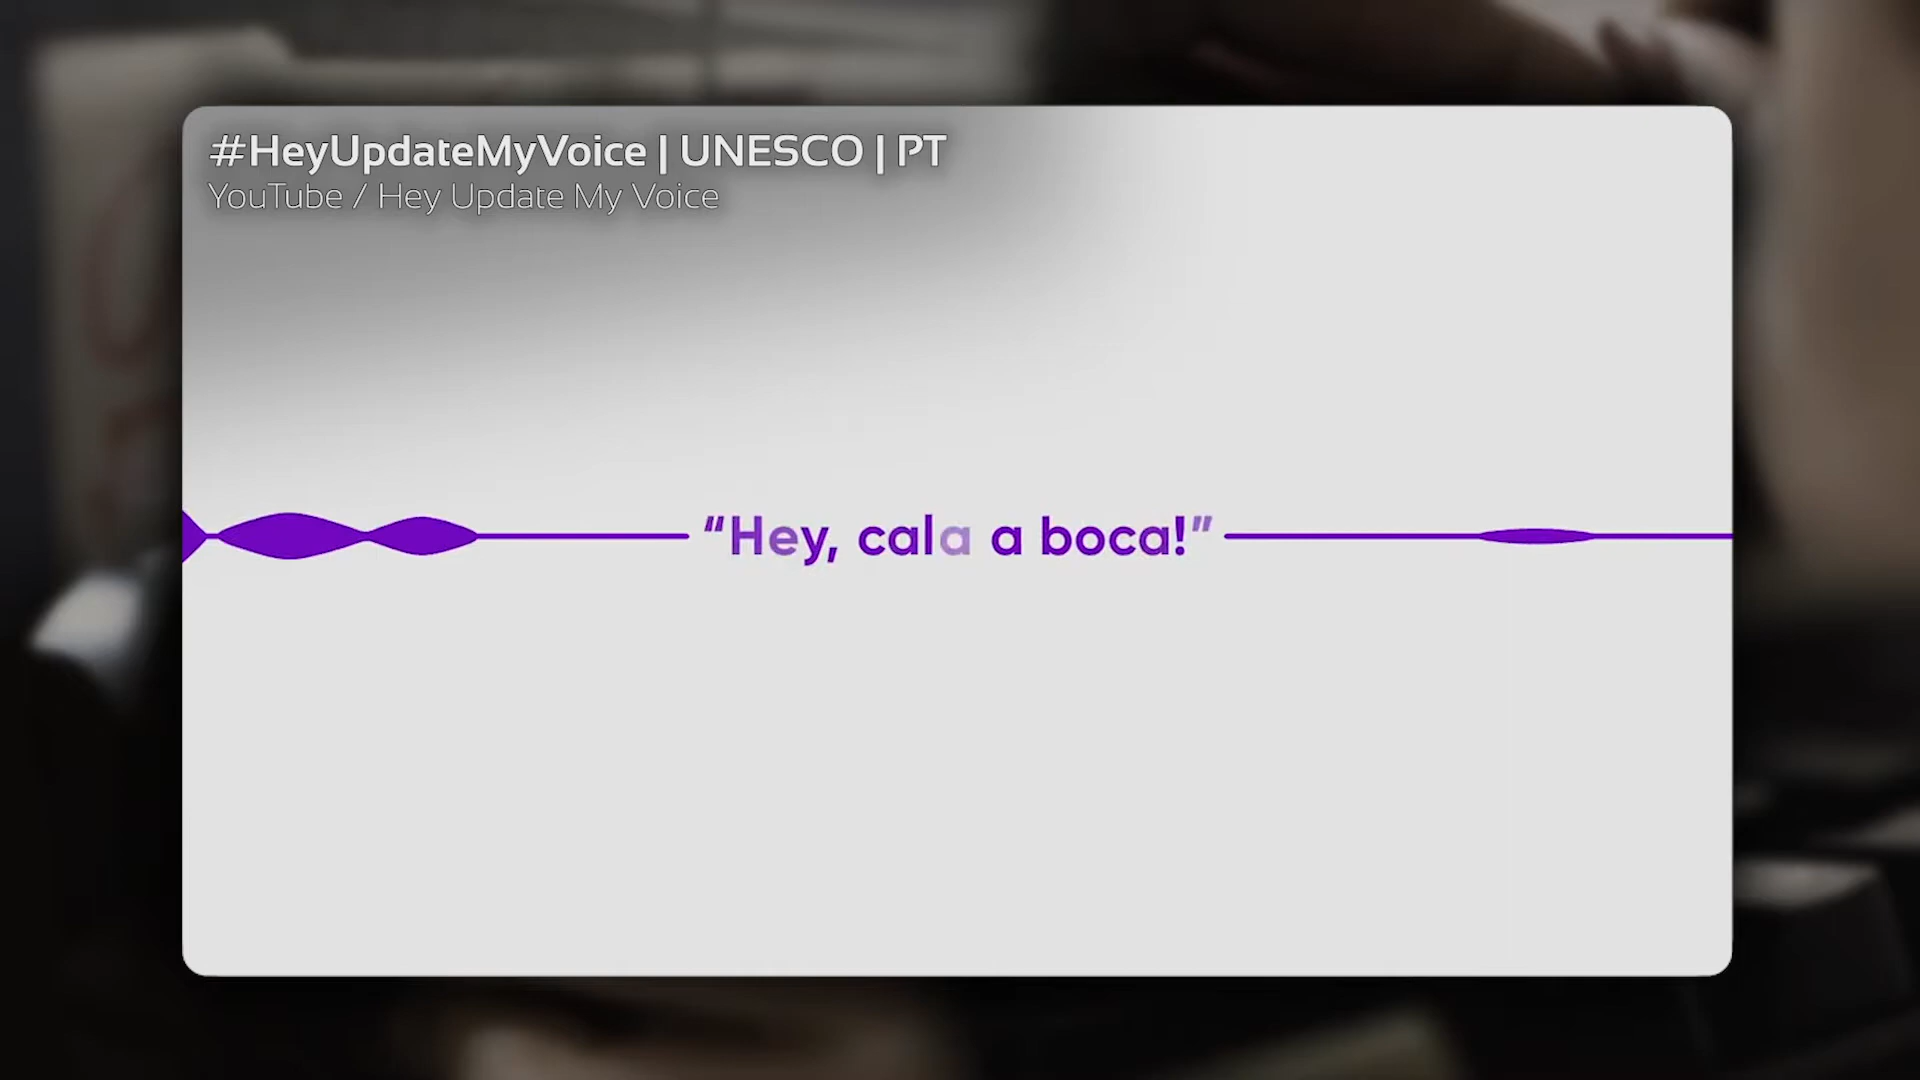 #HeyUpdateMyVoice | UNESCO | PT
YouTube / Hey Update My Voice
“Hey, cala a boca!”